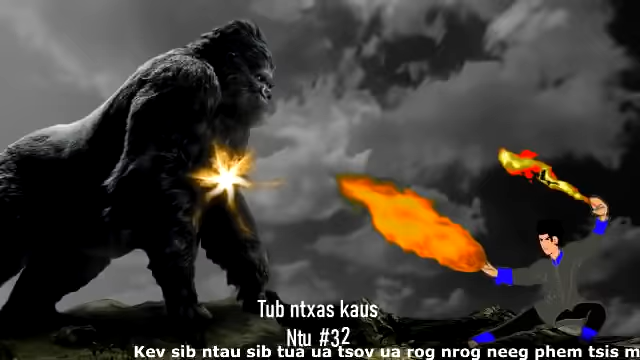 Tub ntxas kaus
Ntu #32
Kev sib ntau sib tua ua tsov ua rog nrog neeg phem tsis